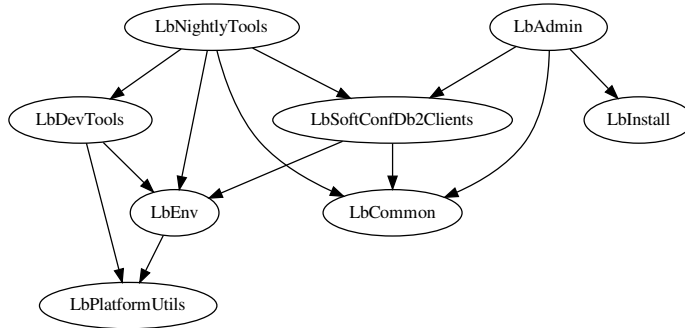 LbNightlyTools
LbAdmin
LbDevTools
LbSoftConfDb2Clients
LbInstall
LbEnv
LbCommon
LbPlatformUtils